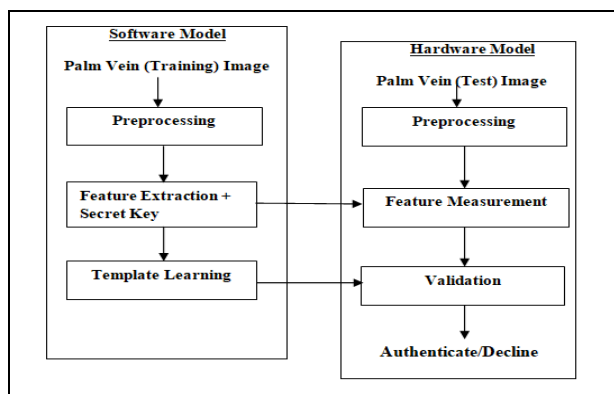 Software Model
Palm Vein (Training) Image
Preprocessing
Feature Extraction +
Secret Key
Template Learning
Hardware Model
Palm Vein (Test) Image
Preprocessing
Feature Measurement
Validation
Authenticate/Decline